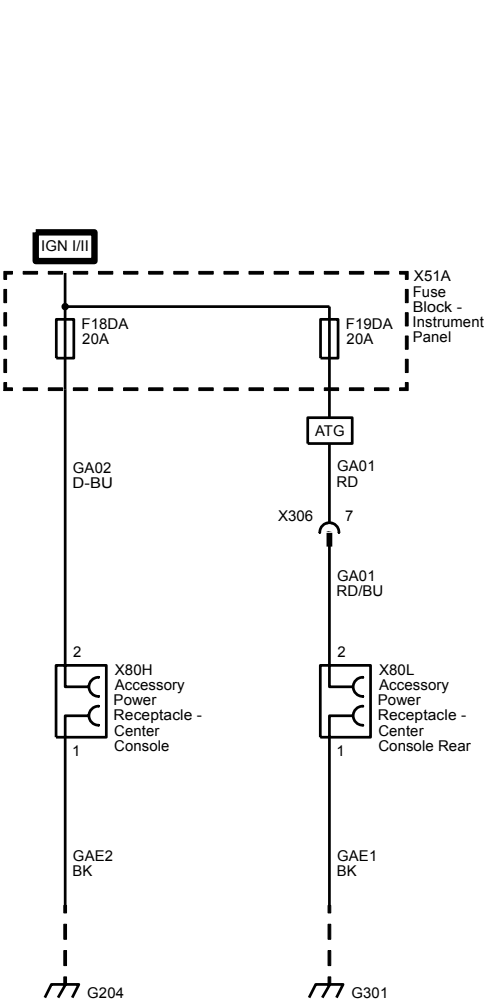 IGN I/II
X51A
Fuse
Block -
Instrument
Panel
F18DA
20A
F19DA
20A
ATG
GA02
D-BU
GA01
RD
X306
7
GA01
RD/BU
2
X80H
Accessory
Power
Receptacle -
Center
Console
1
2
X80L
Accessory
Power
Receptacle -
Center
Console Rear
1
GAE2
BK
GAE1
BK
G204
G301